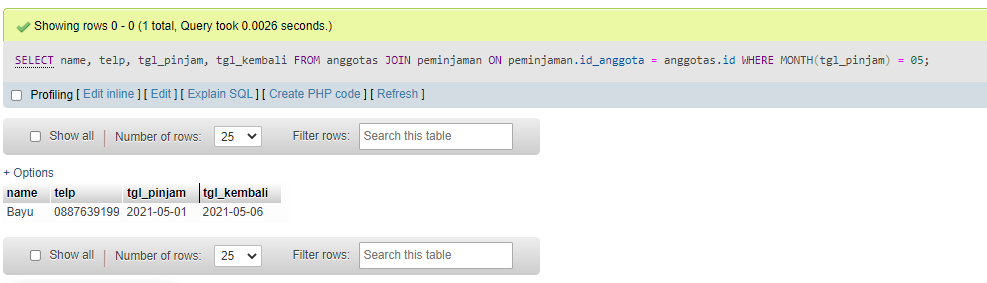 Showing rows 0 - 0 (1 total, Query took 0.0026 seconds.)
SELECT name, telp, tgl_pinjam, tgl_kembali FROM anggotas JOIN peminjaman ON peminjaman.id_anggota = anggotas.id WHERE MONTH(tgl_pinjam) = 05;
Profiling [ Edit inline ] [ Edit ] [ Explain SQL ] [ Create PHP code ] [ Refresh ]
Show all Number of rows: 25 Filter rows: Search this table
+ Options
name telp tgl_pinjam tgl_kembali
Bayu 0887639199 2021-05-01 2021-05-06
Show all Number of rows: 25 Filter rows: Search this table